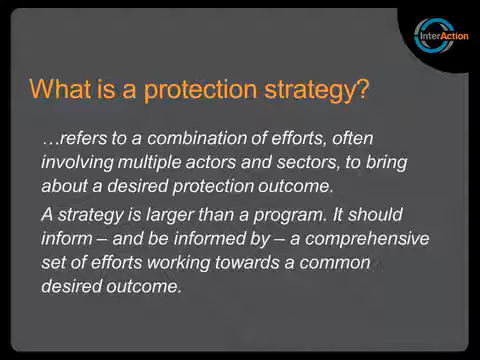 InterAction
What is a protection strategy?
…refers to a combination of efforts, often
involving multiple actors and sectors, to bring
about a desired protection outcome.
A strategy is larger than a program. It should
inform – and be informed by – a comprehensive
set of efforts working towards a common
desired outcome.